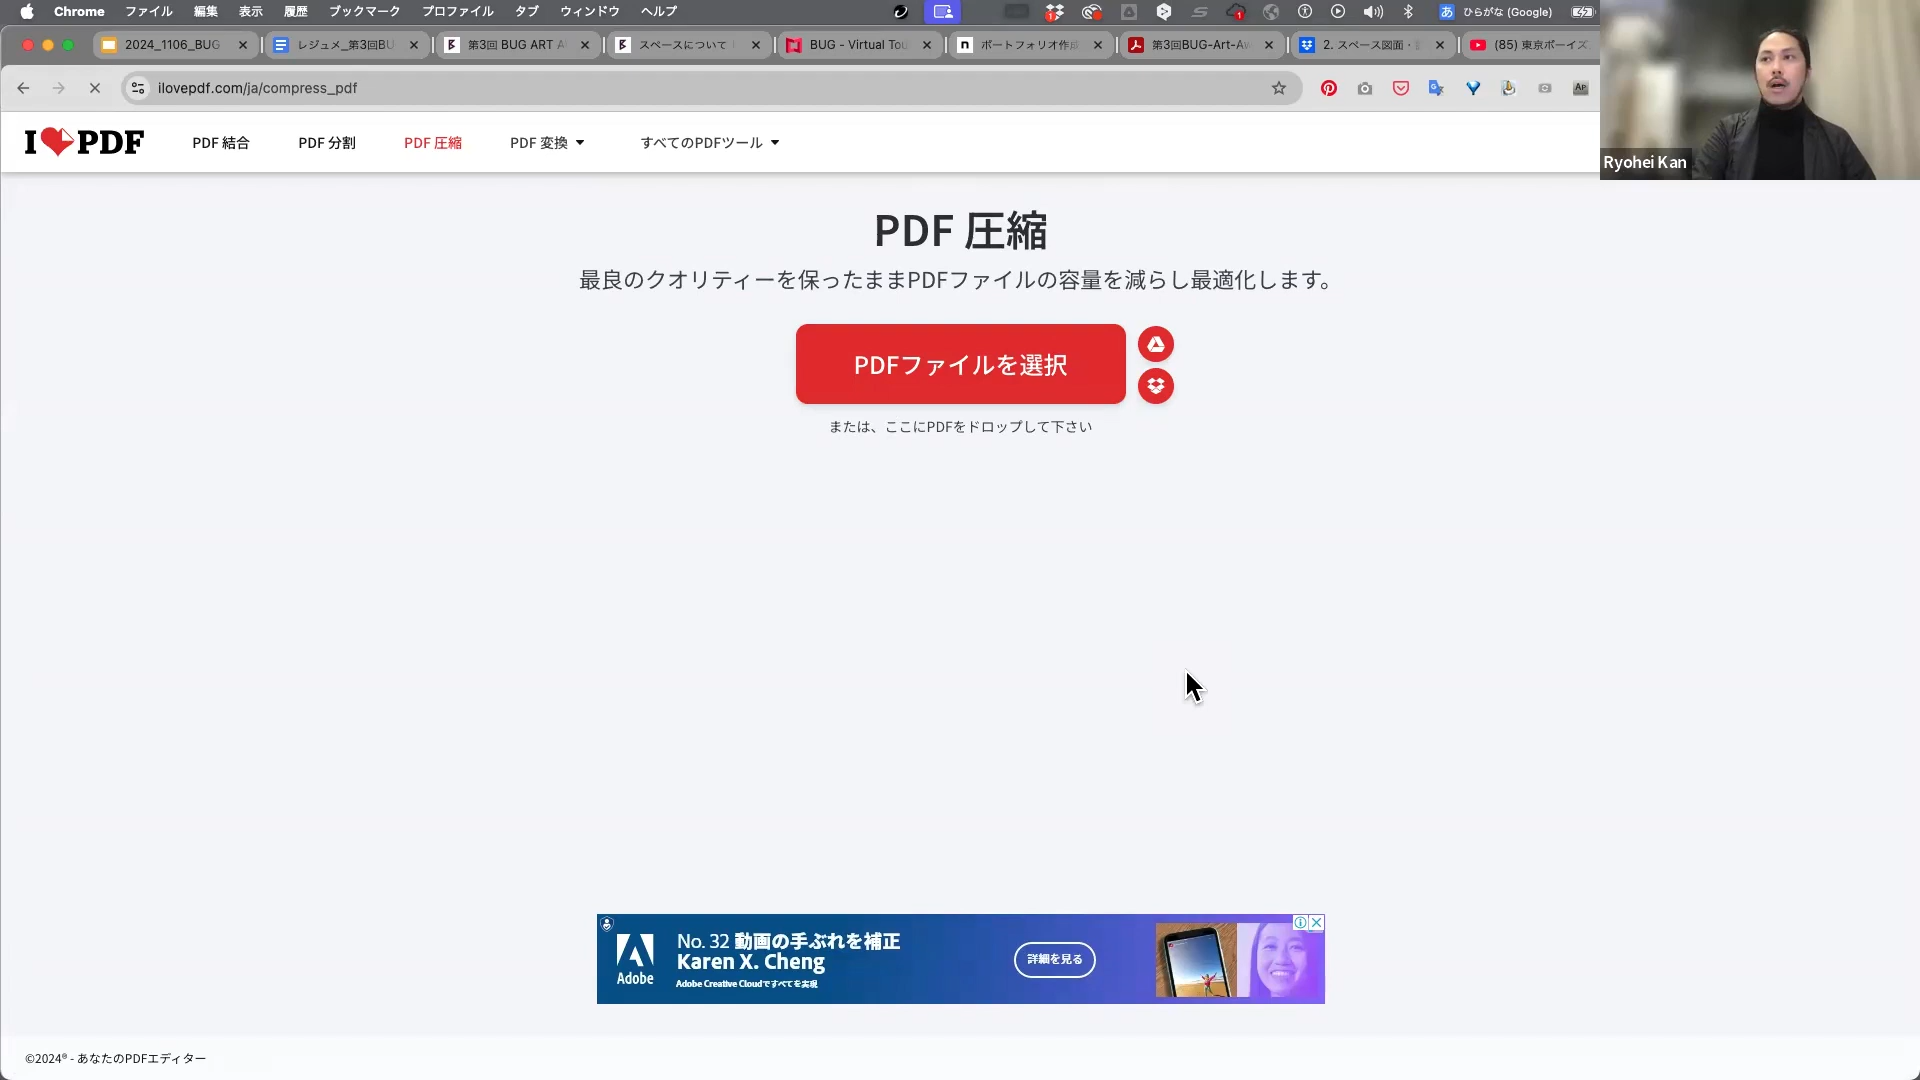 Chrome ファイル 編集 表示 履歴 ブックマーク プロファイル タブ ウィンドウ ヘルプ あ ひらがな (Google)
2024_1106_BUG レジュメ_第3回BU 第3回 BUG ART A スペースについて BUG - Virtual Tou ポートフォリオ作成 第3回BUG-Art-Aw 2. スペース図面・ (85) 東京ボーイズ
ilovepdf.com/ja/compress_pdf
I PDF PDF 結合 PDF 分割 PDF 圧縮 PDF 変換 すべてのPDFツール
Ryohei Kan
PDF 圧縮
最良のクオリティーを保ったままPDFファイルの容量を減らし最適化します。
PDFファイルを選択
または、ここにPDFをドロップして下さい
No. 32 動画の手ぶれを補正
Karen X. Cheng
Adobe Creative Cloudですべてを実現
Adobe
詳細を見る
©2024® - あなたのPDFエディター